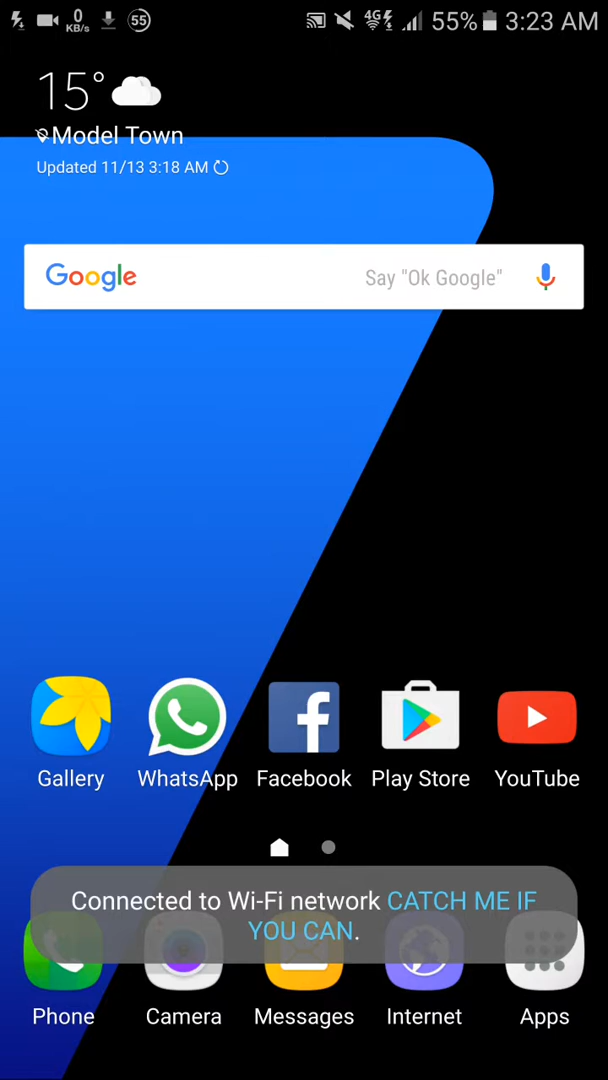 0
KB/s
55
4G
55%
3:23 AM
15°
Model Town
Updated 11/13 3:18 AM
Google
Say "Ok Google"
Gallery
WhatsApp
Facebook
Play Store
YouTube
Connected to Wi-Fi network CATCH ME IF
YOU CAN.
Phone
Camera
Messages
Internet
Apps